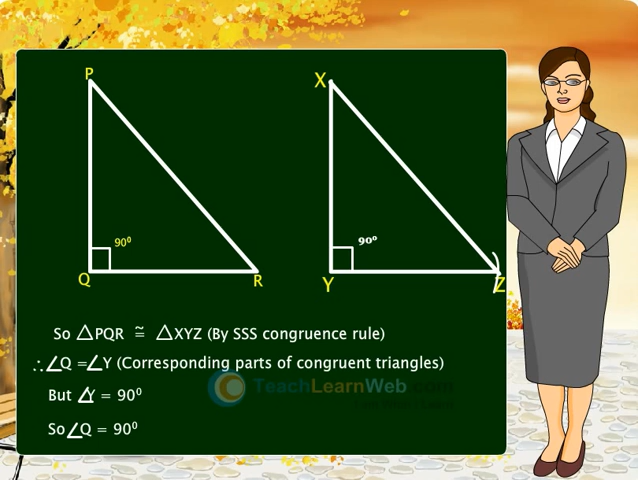 P
X
90⁰
90⁰
Q
R
Y
Z
So △PQR ≅ △XYZ (By SSS congruence rule)
∴∠Q =∠Y (Corresponding parts of congruent triangles)
TeachLearnWeb.com
But ∠Y = 90⁰
So∠Q = 90⁰